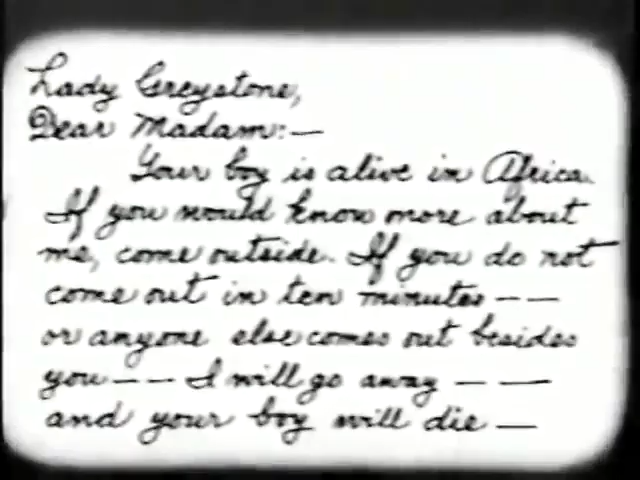 Lady Greystone,
Dear Madam:—
Your boy is alive in Africa.
If you would know more about
me, come outside. If you do not
come out in ten minutes — —
or anyone else comes out besides
you — — I will go away — —
and your boy will die —